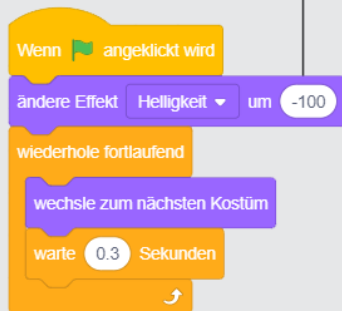 Wenn angeklickt wird
ändere Effekt Helligkeit um -100
wiederhole fortlaufend
wechsle zum nächsten Kostüm
warte 0.3 Sekunden